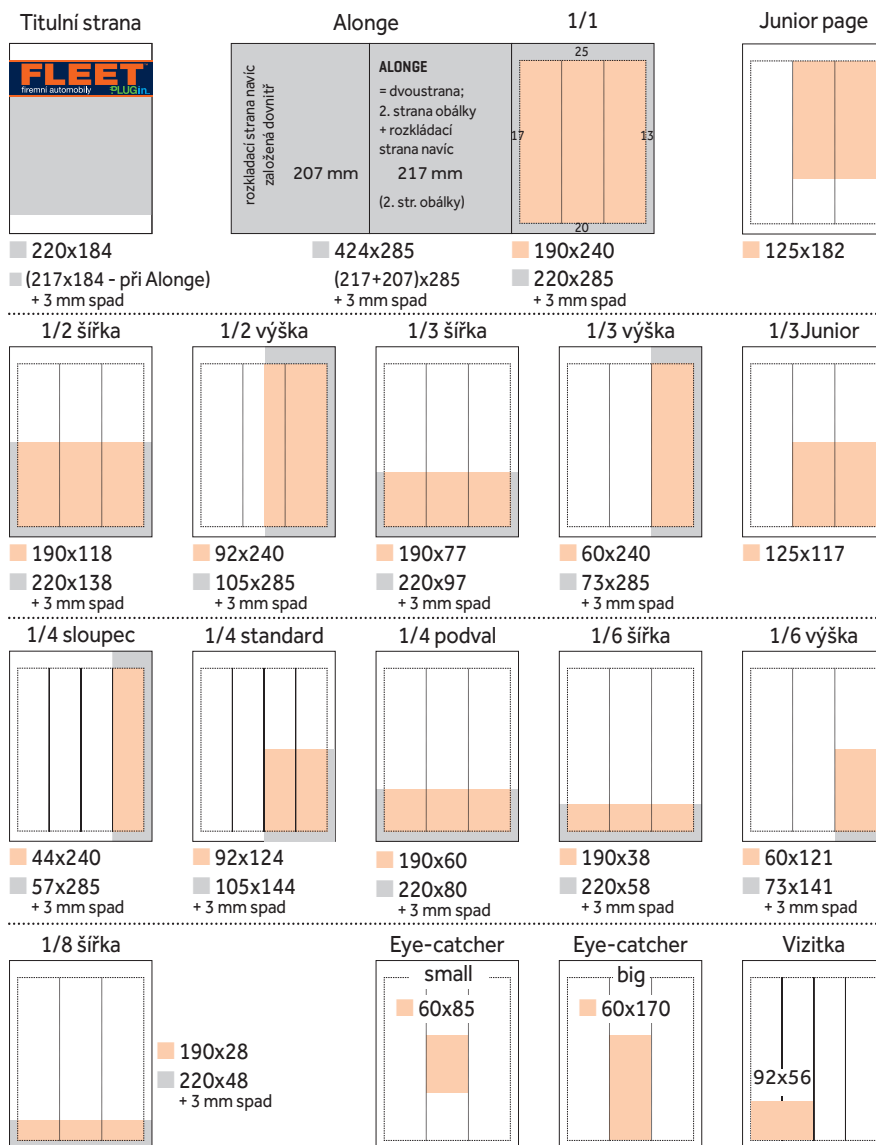 Titulní strana
Alonge
1/1
Junior page
FLEET
firemní automobily
PLUGin
rozkladací strana navíc
založená dovnitř
207 mm
ALONGE
= dvoustrana;
2. strana obálky
+ rozkládací
strana navíc
217 mm
(2. str. obálky)
25
17
13
20
220x184
(217x184 - při Alonge)
+ 3 mm spad
424x285
(217+207)x285
+ 3 mm spad
190x240
220x285
+ 3 mm spad
125x182
1/2 šířka
1/2 výška
1/3 šířka
1/3 výška
1/3Junior
190x118
220x138
+ 3 mm spad
92x240
105x285
+ 3 mm spad
190x77
220x97
+ 3 mm spad
60x240
73x285
+ 3 mm spad
125x117
1/4 sloupec
1/4 standard
1/4 podval
1/6 šířka
1/6 výška
44x240
57x285
+ 3 mm spad
92x124
105x144
+ 3 mm spad
190x60
220x80
+ 3 mm spad
190x38
220x58
+ 3 mm spad
60x121
73x141
+ 3 mm spad
1/8 šířka
190x28
220x48
+ 3 mm spad
Eye-catcher
small
60x85
Eye-catcher
big
60x170
Vizitka
92x56